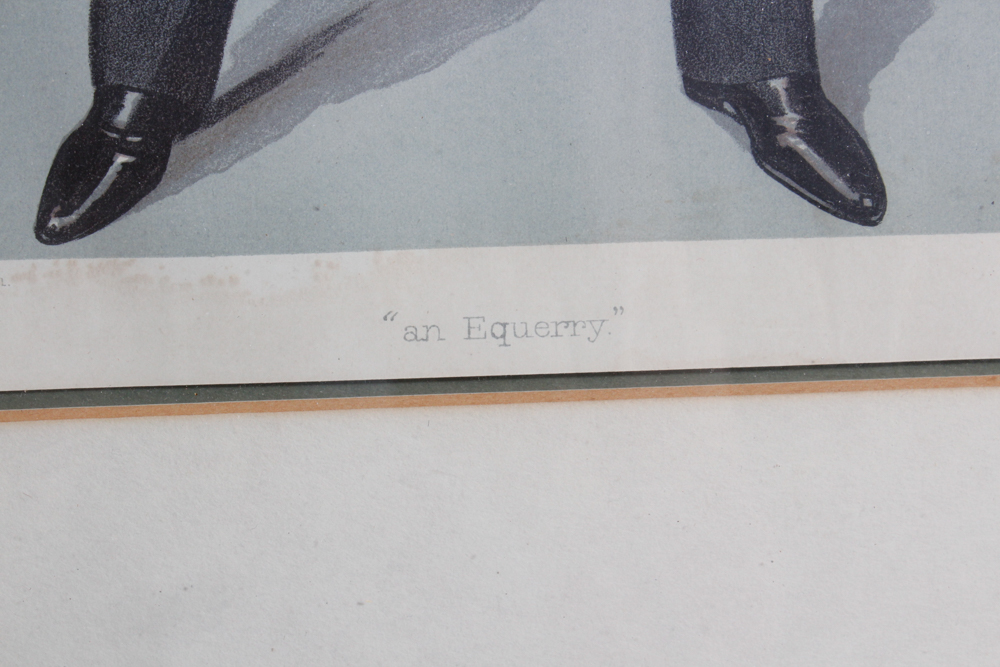 “an Equerry.”